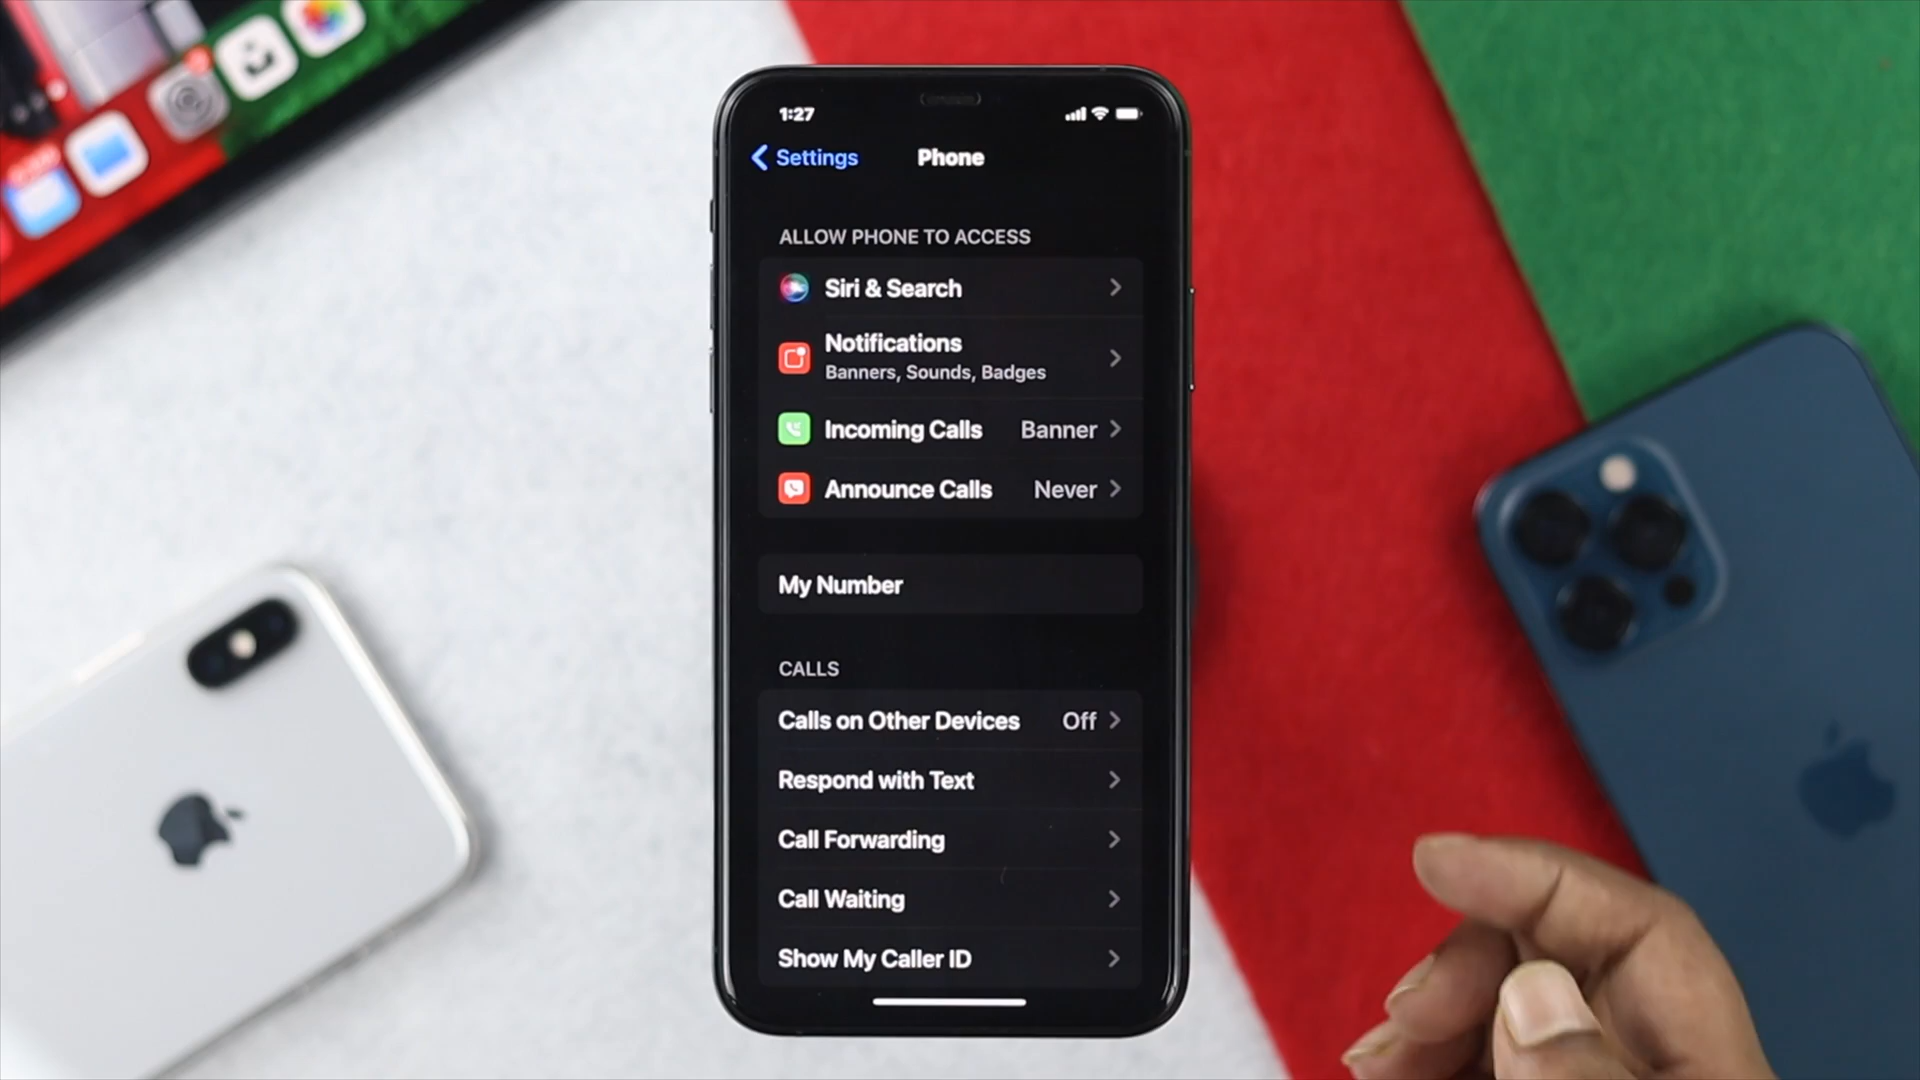 1:27
Settings
Phone
ALLOW PHONE TO ACCESS
Siri & Search
Notifications
Banners, Sounds, Badges
Incoming Calls Banner
Announce Calls Never
My Number
CALLS
Calls on Other Devices Off
Respond with Text
Call Forwarding
Call Waiting
Show My Caller ID